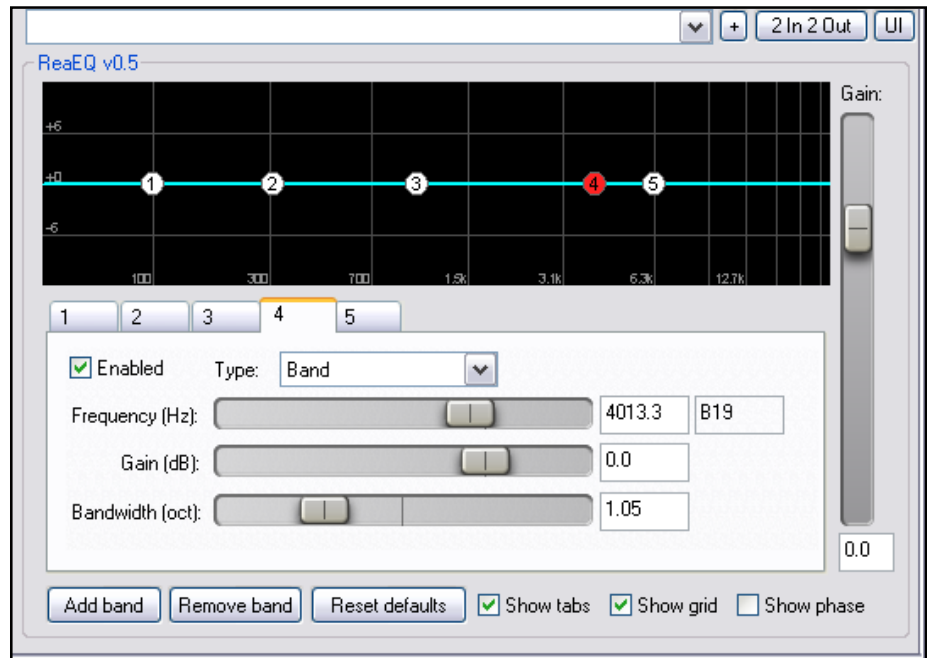 + 2 In 2 Out UI
ReaEQ v0.5
Gain:
+6
+0 1 2 3 4 5
-6
100 300 700 1.5k 3.1k 6.3k 12.7k
1 2 3 4 5
Enabled Type: Band
Frequency (Hz): 4013.3 B19
Gain (dB): 0.0
Bandwidth (oct): 1.05
0.0
Add band Remove band Reset defaults Show tabs Show grid Show phase